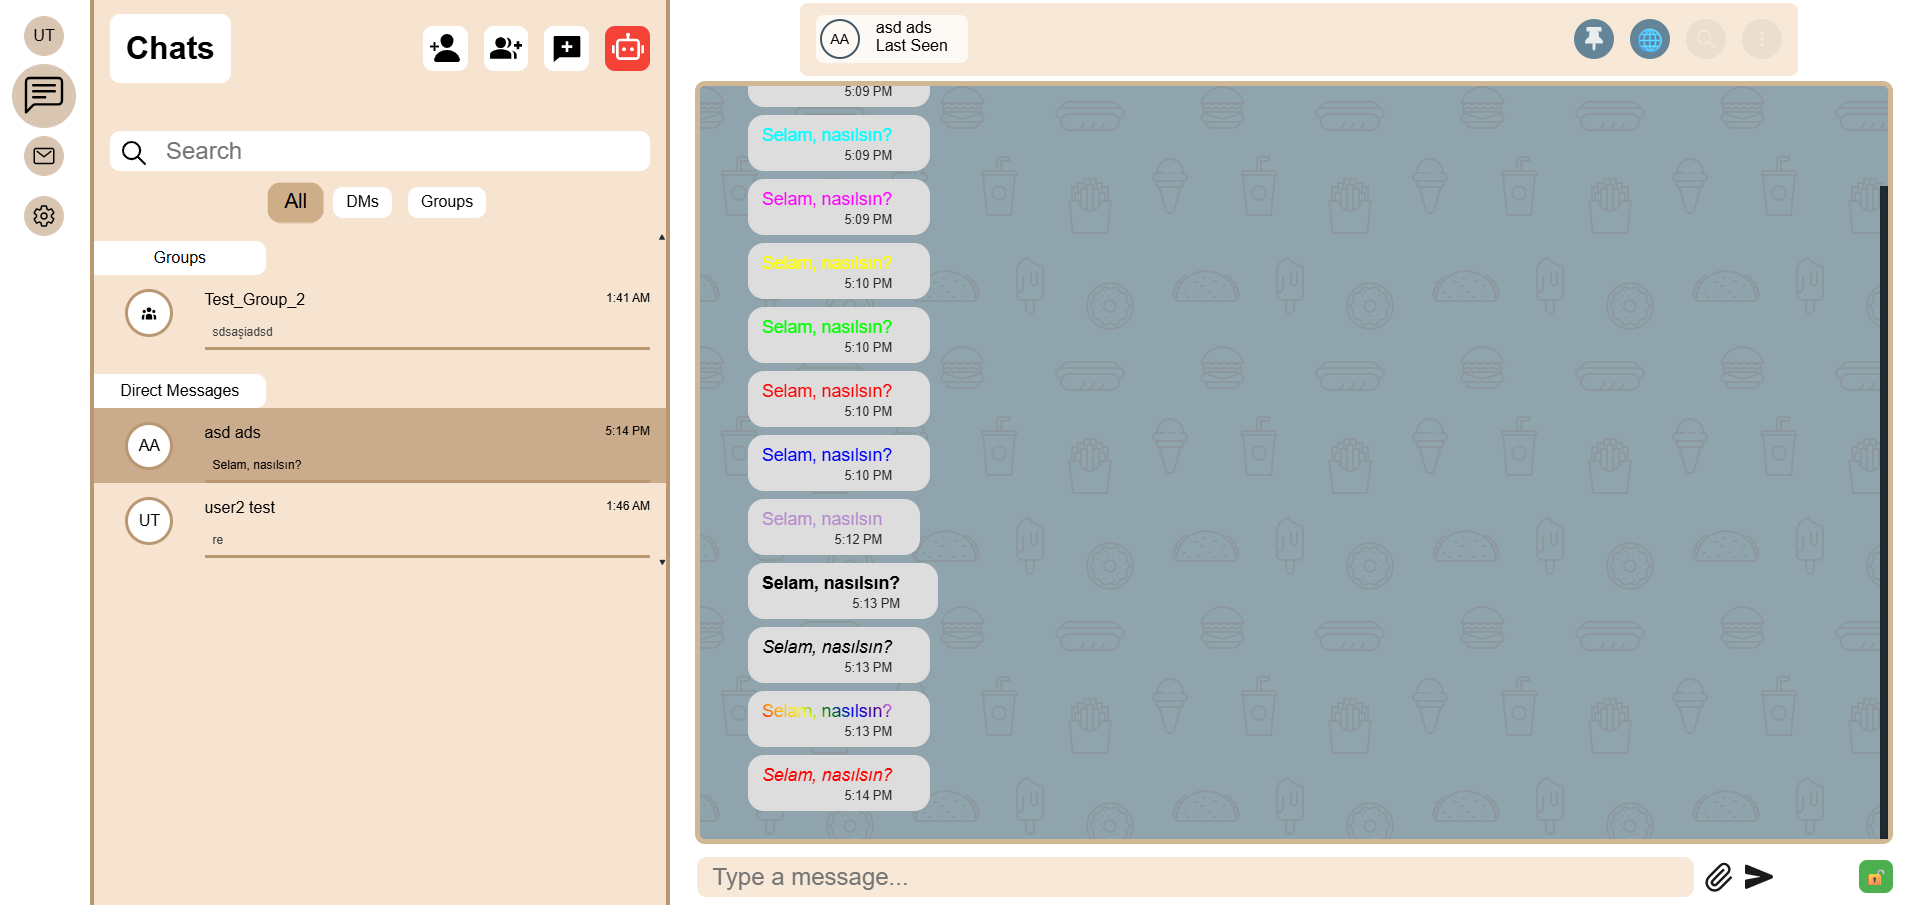 UT
Chats
Search
All
DMs
Groups
Groups
Test_Group_2
1:41 AM
sdsaşiadsd
Direct Messages
AA
asd ads
5:14 PM
Selam, nasılsın?
UT
user2 test
1:46 AM
re
AA
asd ads
Last Seen
5:09 PM
Selam, nasılsın?
5:09 PM
Selam, nasılsın?
5:09 PM
Selam, nasılsın?
5:10 PM
Selam, nasılsın?
5:10 PM
Selam, nasılsın?
5:10 PM
Selam, nasılsın?
5:10 PM
Selam, nasılsın
5:12 PM
Selam, nasılsın?
5:13 PM
Selam, nasılsın?
5:13 PM
Selam, nasılsın?
5:13 PM
Selam, nasılsın?
5:14 PM
Type a message...